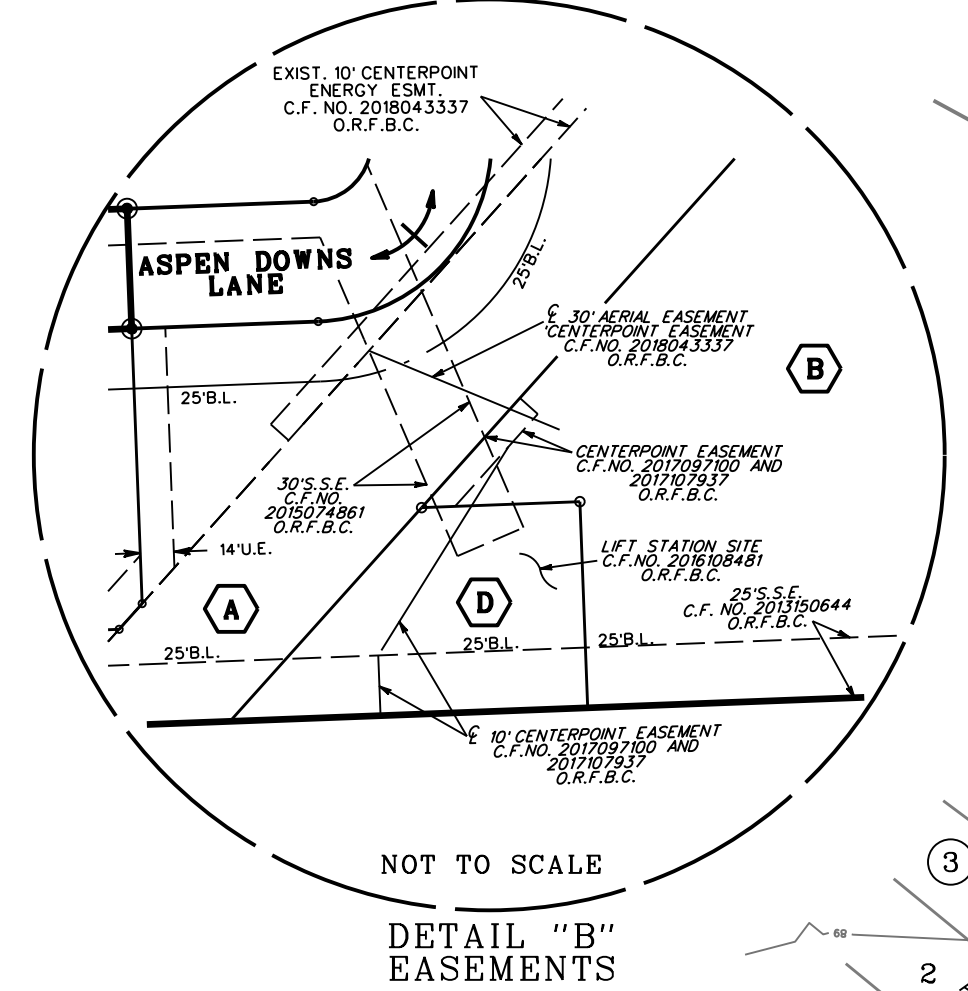 EXIST. 10' CENTERPOINT
ENERGY ESMT.
C.F. NO. 2018043337
O.R.F.B.C.
ASPEN DOWNS
LANE
25'B.L.
℄ 30' AERIAL EASEMENT
CENTERPOINT EASEMENT
C.F.NO. 2018043337
O.R.F.B.C.
B
25'B.L.
CENTERPOINT EASEMENT
C.F.NO. 2017097100 AND
2017107937
O.R.F.B.C.
30'S.S.E.
C.F.NO.
2015074861
O.R.F.B.C.
14'U.E.
LIFT STATION SITE
C.F.NO. 2016108481
O.R.F.B.C.
A
D
25'S.S.E.
C.F. NO. 2013150644
O.R.F.B.C.
25'B.L.
25'B.L.
25'B.L.
℄ 10' CENTERPOINT EASEMENT
C.F.NO. 2017097100 AND
2017107937
O.R.F.B.C.
NOT TO SCALE
DETAIL "B"
EASEMENTS
3
69
2